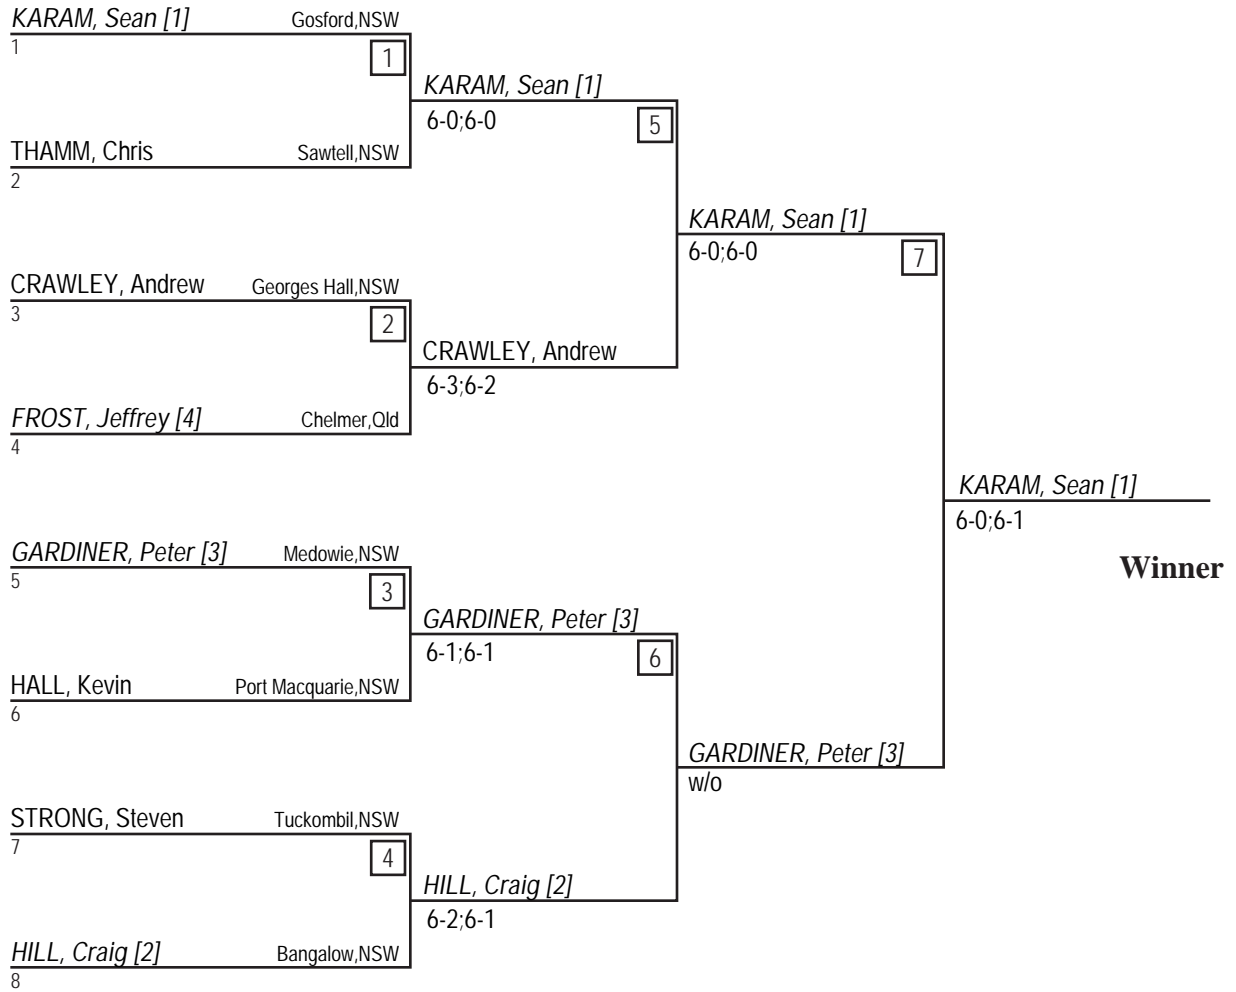 KARAM, Sean [1] Gosford,NSW
1
1
KARAM, Sean [1]
6-0;6-0
5
THAMM, Chris Sawtell,NSW
2
KARAM, Sean [1]
6-0;6-0
7
CRAWLEY, Andrew Georges Hall,NSW
3
2
CRAWLEY, Andrew
6-3;6-2
FROST, Jeffrey [4] Chelmer,Qld
4
KARAM, Sean [1]
6-0;6-1
Winner
GARDINER, Peter [3] Medowie,NSW
5
3
GARDINER, Peter [3]
6-1;6-1
6
HALL, Kevin Port Macquarie,NSW
6
GARDINER, Peter [3]
w/o
STRONG, Steven Tuckombil,NSW
7
4
HILL, Craig [2]
6-2;6-1
HILL, Craig [2] Bangalow,NSW
8